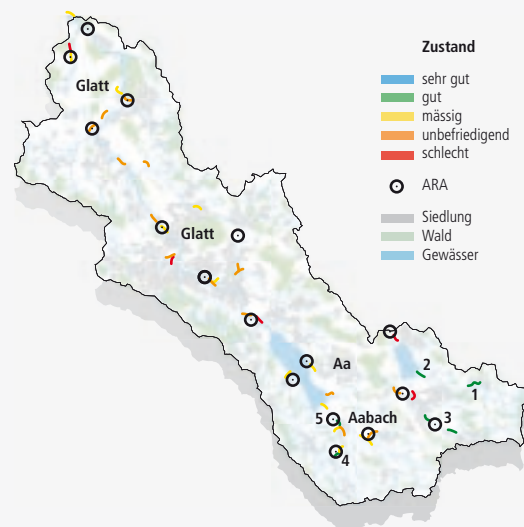 Zustand
sehr gut
gut
mässig
unbefriedigend
schlecht
ARA
Siedlung
Wald
Gewässer
Glatt
Glatt
Aa
2
1
Aabach
5
3
4